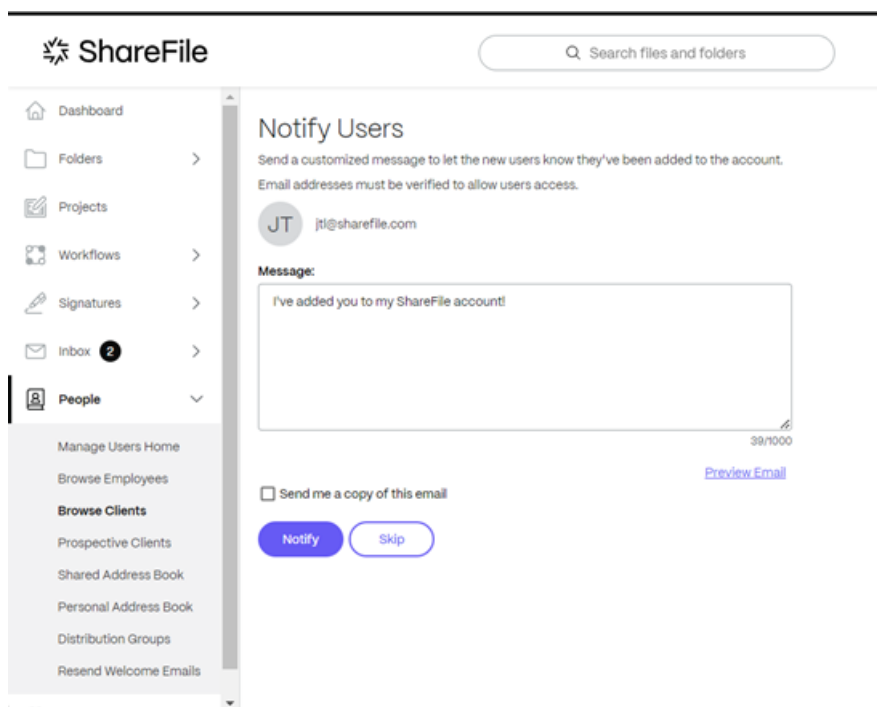 ShareFile
Search files and folders
Dashboard
Folders
Projects
Workflows
Signatures
Inbox 2
People
Manage Users Home
Browse Employees
Browse Clients
Prospective Clients
Shared Address Book
Personal Address Book
Distribution Groups
Resend Welcome Emails
Notify Users
Send a customized message to let the new users know they've been added to the account.
Email addresses must be verified to allow users access.
JT jtl@sharefile.com
Message:
I've added you to my ShareFile account!
39/1000
Preview Email
Send me a copy of this email
Notify Skip